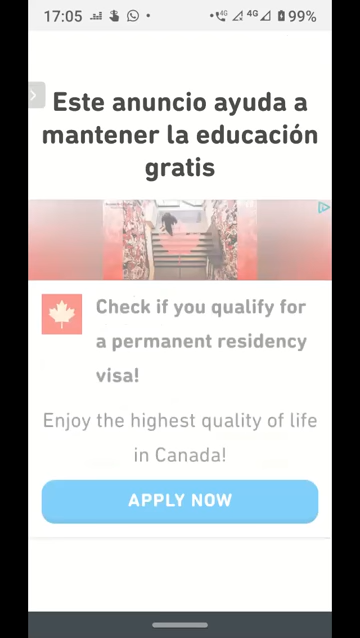 17:05 4G 4G 99%
Este anuncio ayuda a
mantener la educación
gratis
Check if you qualify for
a permanent residency
visa!
Enjoy the highest quality of life
in Canada!
APPLY NOW